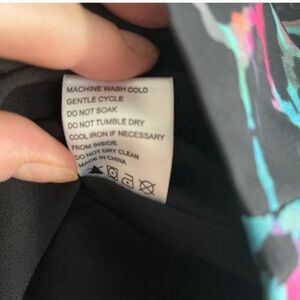 MACHINE WASH COLD
GENTLE CYCLE
DO NOT SOAK
DO NOT TUMBLE DRY
COOL IRON IF NECESSARY
FROM INSIDE
DO NOT DRY CLEAN
MADE IN CHINA